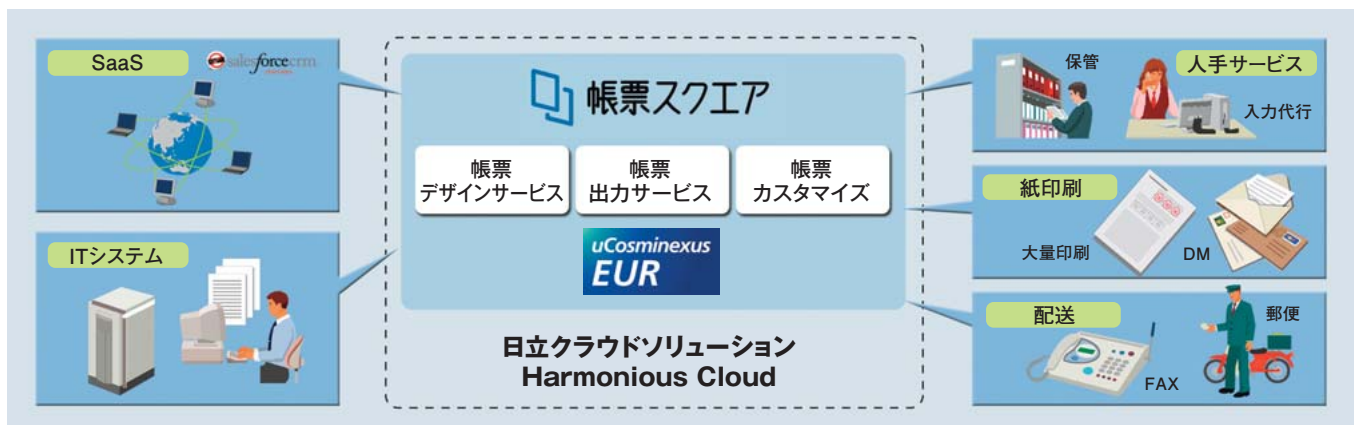 SaaS
salesforcecrm
ITシステム
帳票スクエア
帳票
デザインサービス
帳票
出力サービス
帳票
カスタマイズ
uCosminexus
EUR
日立クラウドソリューション
Harmonious Cloud
保管
人手サービス
入力代行
紙印刷
大量印刷
DM
配送
郵便
FAX